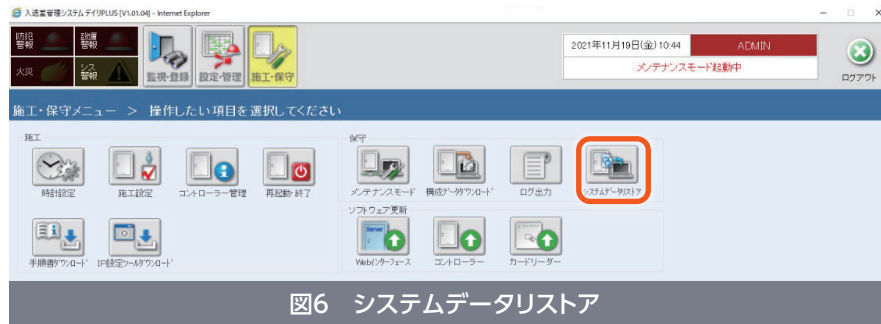 入退室管理システムデイリPLUS [V1.01.04] - Internet Explorer
防犯警報
設備警報
火災
シス警報
監視・登録
設定・管理
施工・保守
2021年11月19日(金) 10:44
ADMIN
メンテナンスモード起動中
ログアウト
施工・保守メニュー > 操作したい項目を選択してください
施工
時計設定
施工設定
コントローラー管理
再起動・終了
手順書ダウンロード
IP設定ツールダウンロード
保守
メンテナンスモード
構成データダウンロード
ログ出力
システムデータリストア
ソフトウェア更新
Server
Webインターフェース
コントローラー
カードリーダー
図6 システムデータリストア